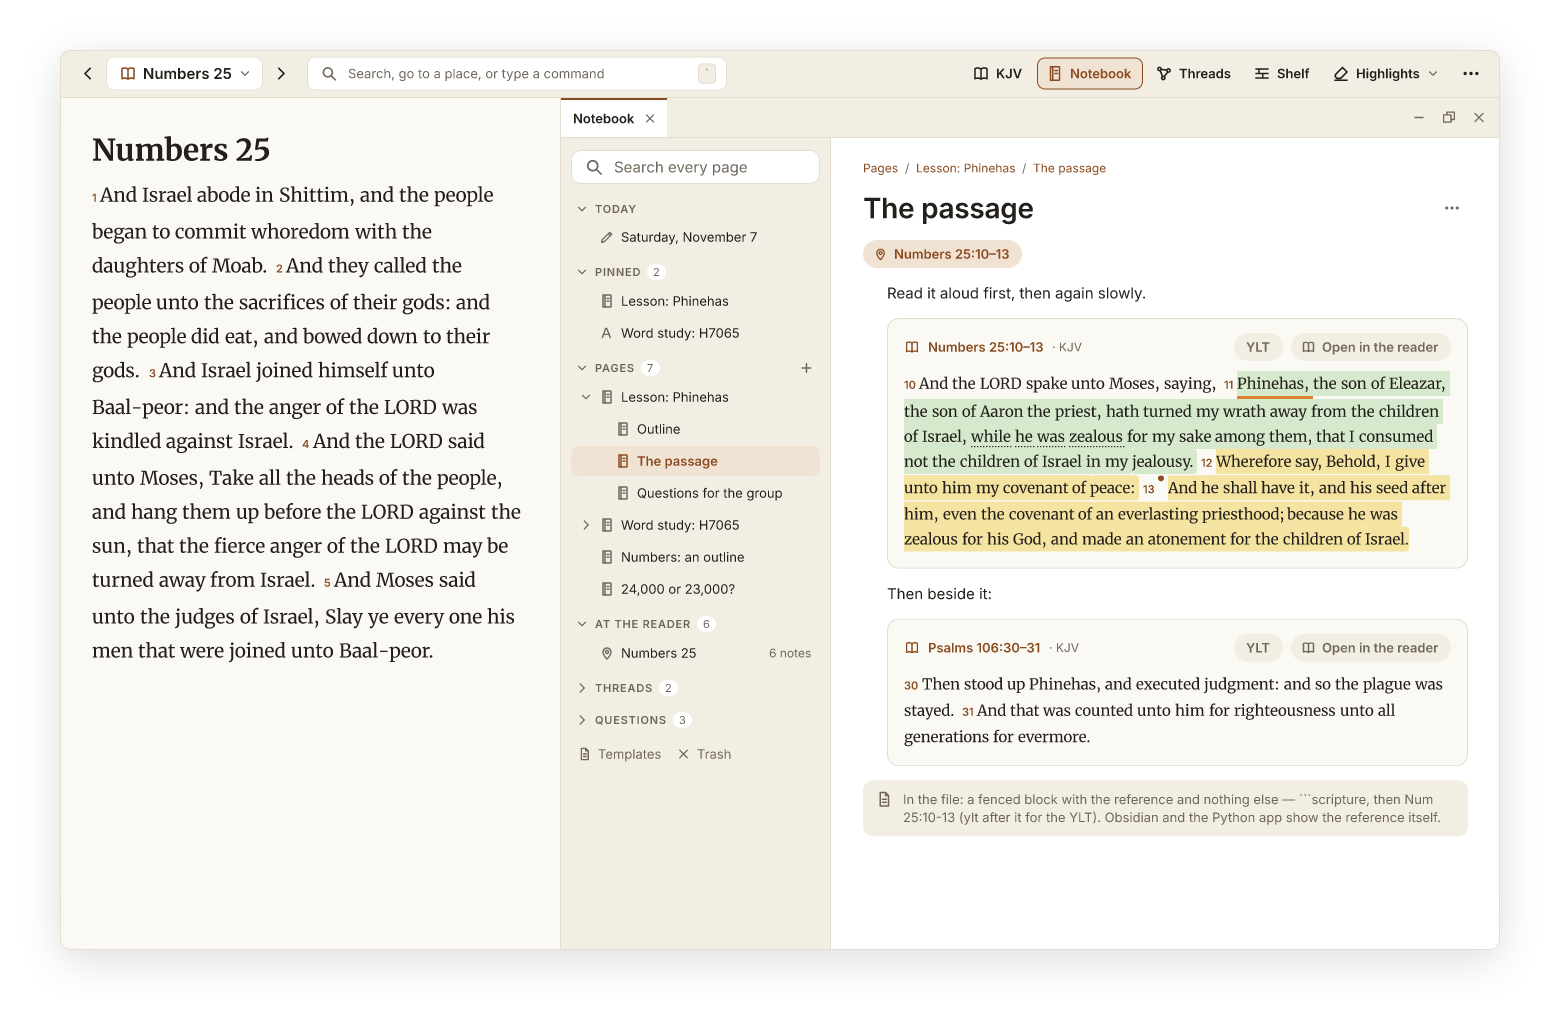 Numbers 25
Search, go to a place, or type a command
`
KJV
Notebook
Threads
Shelf
Highlights
Numbers 25
1 And Israel abode in Shittim, and the people
began to commit whoredom with the
daughters of Moab. 2 And they called the
people unto the sacrifices of their gods: and
the people did eat, and bowed down to their
gods. 3 And Israel joined himself unto
Baal-peor: and the anger of the LORD was
kindled against Israel. 4 And the LORD said
unto Moses, Take all the heads of the people,
and hang them up before the LORD against the
sun, that the fierce anger of the LORD may be
turned away from Israel. 5 And Moses said
unto the judges of Israel, Slay ye every one his
men that were joined unto Baal-peor.
Notebook
Search every page
TODAY
Saturday, November 7
PINNED 2
Lesson: Phinehas
A Word study: H7065
PAGES 7
Lesson: Phinehas
Outline
The passage
Questions for the group
Word study: H7065
Numbers: an outline
24,000 or 23,000?
AT THE READER 6
Numbers 25 6 notes
THREADS 2
QUESTIONS 3
Templates Trash
Pages / Lesson: Phinehas / The passage
The passage
Numbers 25:10–13
Read it aloud first, then again slowly.
Numbers 25:10–13 · KJV YLT Open in the reader
10 And the LORD spake unto Moses, saying, 11 Phinehas, the son of Eleazar,
the son of Aaron the priest, hath turned my wrath away from the children
of Israel, while he was zealous for my sake among them, that I consumed
not the children of Israel in my jealousy. 12 Wherefore say, Behold, I give
unto him my covenant of peace: 13 And he shall have it, and his seed after
him, even the covenant of an everlasting priesthood; because he was
zealous for his God, and made an atonement for the children of Israel.
Then beside it:
Psalms 106:30–31 · KJV YLT Open in the reader
30 Then stood up Phinehas, and executed judgment: and so the plague was
stayed. 31 And that was counted unto him for righteousness unto all
generations for evermore.
In the file: a fenced block with the reference and nothing else — ```scripture, then Num
25:10-13 (ylt after it for the YLT). Obsidian and the Python app show the reference itself.